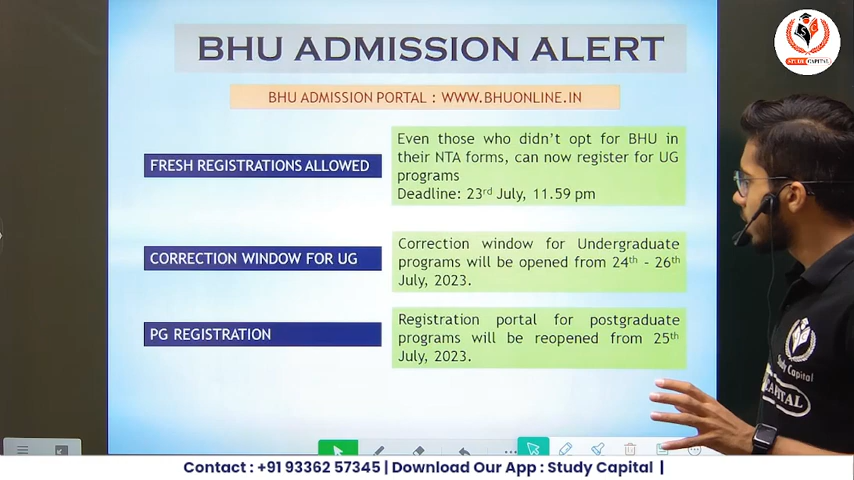 BHU ADMISSION ALERT
STUDY CAPITAL
BHU ADMISSION PORTAL : WWW.BHUONLINE.IN
FRESH REGISTRATIONS ALLOWED
Even those who didn't opt for BHU in
their NTA forms, can now register for UG
programs
Deadline: 23rd July, 11.59 pm
CORRECTION WINDOW FOR UG
Correction window for Undergraduate
programs will be opened from 24th - 26th
July, 2023.
PG REGISTRATION
Registration portal for postgraduate
programs will be reopened from 25th
July, 2023.
Study Capital
CAPITAL
Contact : +91 93362 57345 | Download Our App : Study Capital |